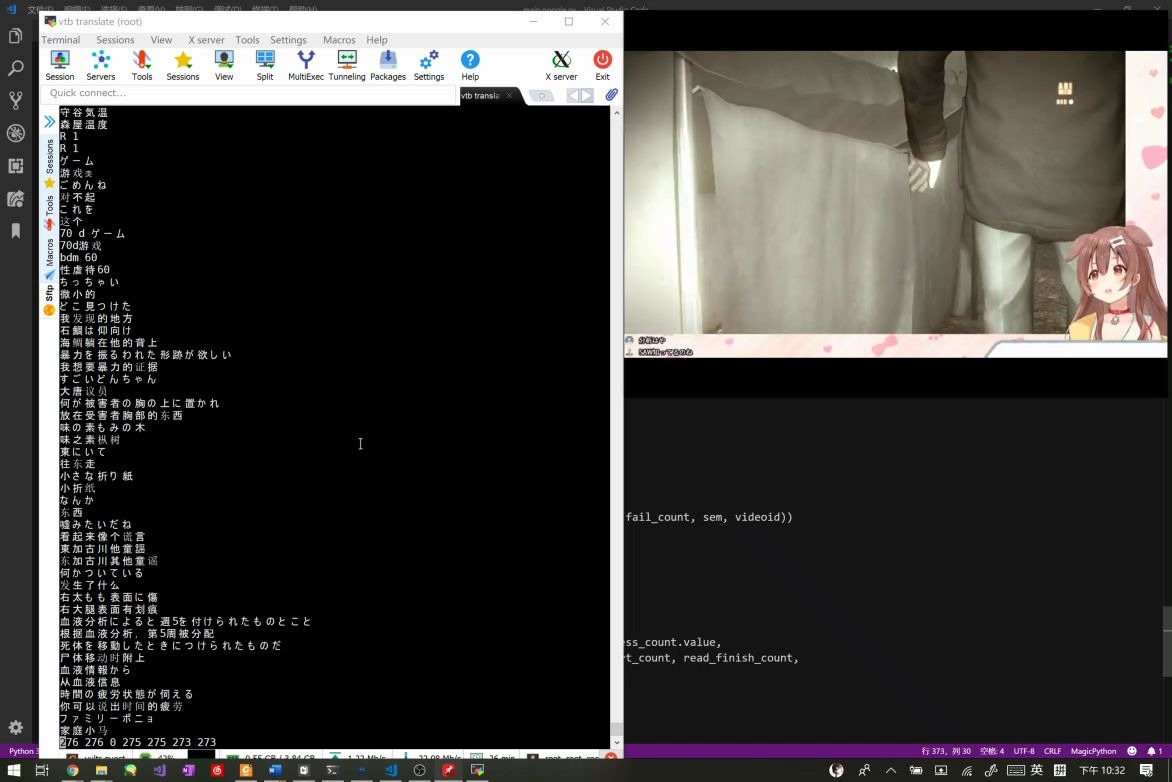 vtb translate (root)
Terminal Sessions View X server Tools Settings Macros Help
Session Servers Tools Sessions View Split MultiExec Tunneling Packages Settings Help X server Exit
Quick connect...
vtb transla
Sessions
Tools
Macros
Sftp
守谷気温
森屋温度
R 1
R 1
ゲーム
游戏类
ごめんね
对不起
これを
这个
70 d ゲーム
70d游戏
bdm 60
性虐待60
ちっちゃい
微小的
どこ見つけた
我发现的地方
石鯛は仰向け
海鲷躺在他的背上
暴力を振るわれた形跡が欲しい
我想要暴力的证据
すごいどんちゃん
大唐议员
何が被害者の胸の上に置かれ
放在受害者胸部的东西
味の素もみの木
味之素枞树
東にいて
往东走
小さな折り紙
小折纸
なんか
东西
嘘みたいだね
看起来像个谎言
東加古川他童謡
东加古川其他童谣
何かついている
发生了什么
右太もも表面に傷
右大腿表面有划痕
血液分析によると週5を付けられたものとこと
根据血液分析，第5周被分配
死体を移動したときにつけられたものだ
尸体移动时附上
血液情報から
从血液信息
時間の疲労状態が伺える
你可以说出时间的疲劳
ファミリーポニョ
家庭小马
276 276 0 275 275 273 273
分析はや
SAW知ってるのね
fail_count, sem, videoid))
ss_count.value,
t_count, read_finish_count,
Python 3
行 373，列 30 空格: 4 UTF-8 CRLF MagicPython 1
英 拼 下午 10:32